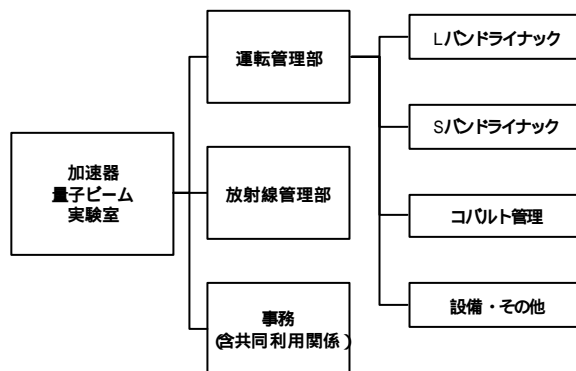 加速器
量子ビーム
実験室
運転管理部
放射線管理部
事務
(含共同利用関係)
Lバンドライナック
Sバンドライナック
コバルト管理
設備・その他